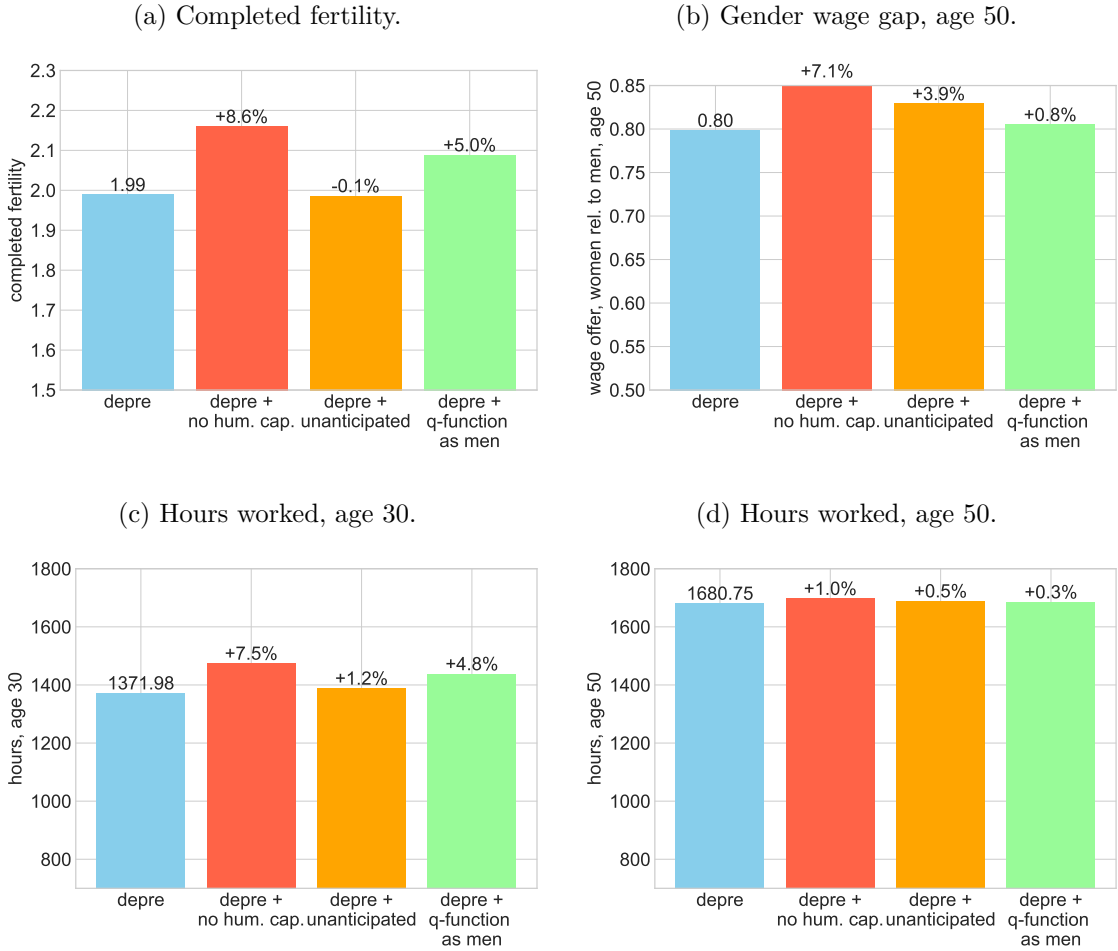 (a) Completed fertility.
completed fertility
2.3
2.2
2.1
2.0
1.9
1.8
1.7
1.6
1.5
1.99
+8.6%
-0.1%
+5.0%
depre
depre +
no hum. cap.
depre +
unanticipated
depre +
q-function
as men
(b) Gender wage gap, age 50.
wage offer, women rel. to men, age 50
0.85
0.80
0.75
0.70
0.65
0.60
0.55
0.50
0.80
+7.1%
+3.9%
+0.8%
depre
depre +
no hum. cap.
depre +
unanticipated
depre +
q-function
as men
(c) Hours worked, age 30.
hours, age 30
1800
1600
1400
1200
1000
800
1371.98
+7.5%
+1.2%
+4.8%
depre
depre +
no hum. cap.
depre +
unanticipated
depre +
q-function
as men
(d) Hours worked, age 50.
hours, age 50
1800
1600
1400
1200
1000
800
1680.75
+1.0%
+0.5%
+0.3%
depre
depre +
no hum. cap.
depre +
unanticipated
depre +
q-function
as men